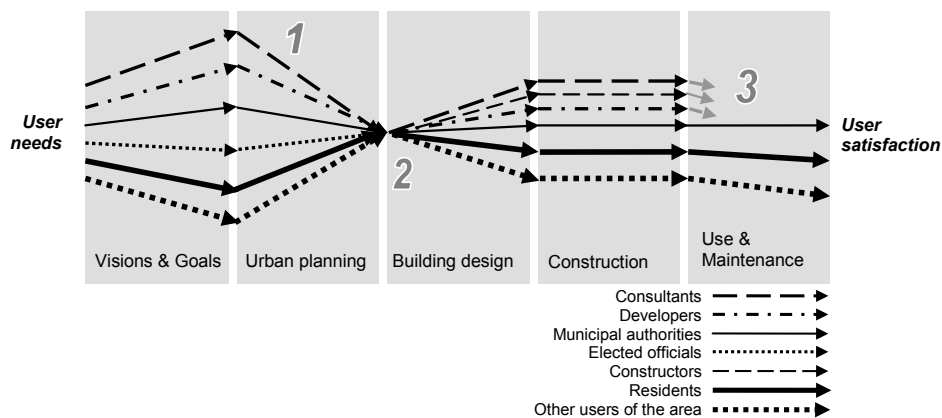 1
2
3
User
needs
User
satisfaction
Visions & Goals
Urban planning
Building design
Construction
Use &
Maintenance
Consultants
Developers
Municipal authorities
Elected officials
Constructors
Residents
Other users of the area